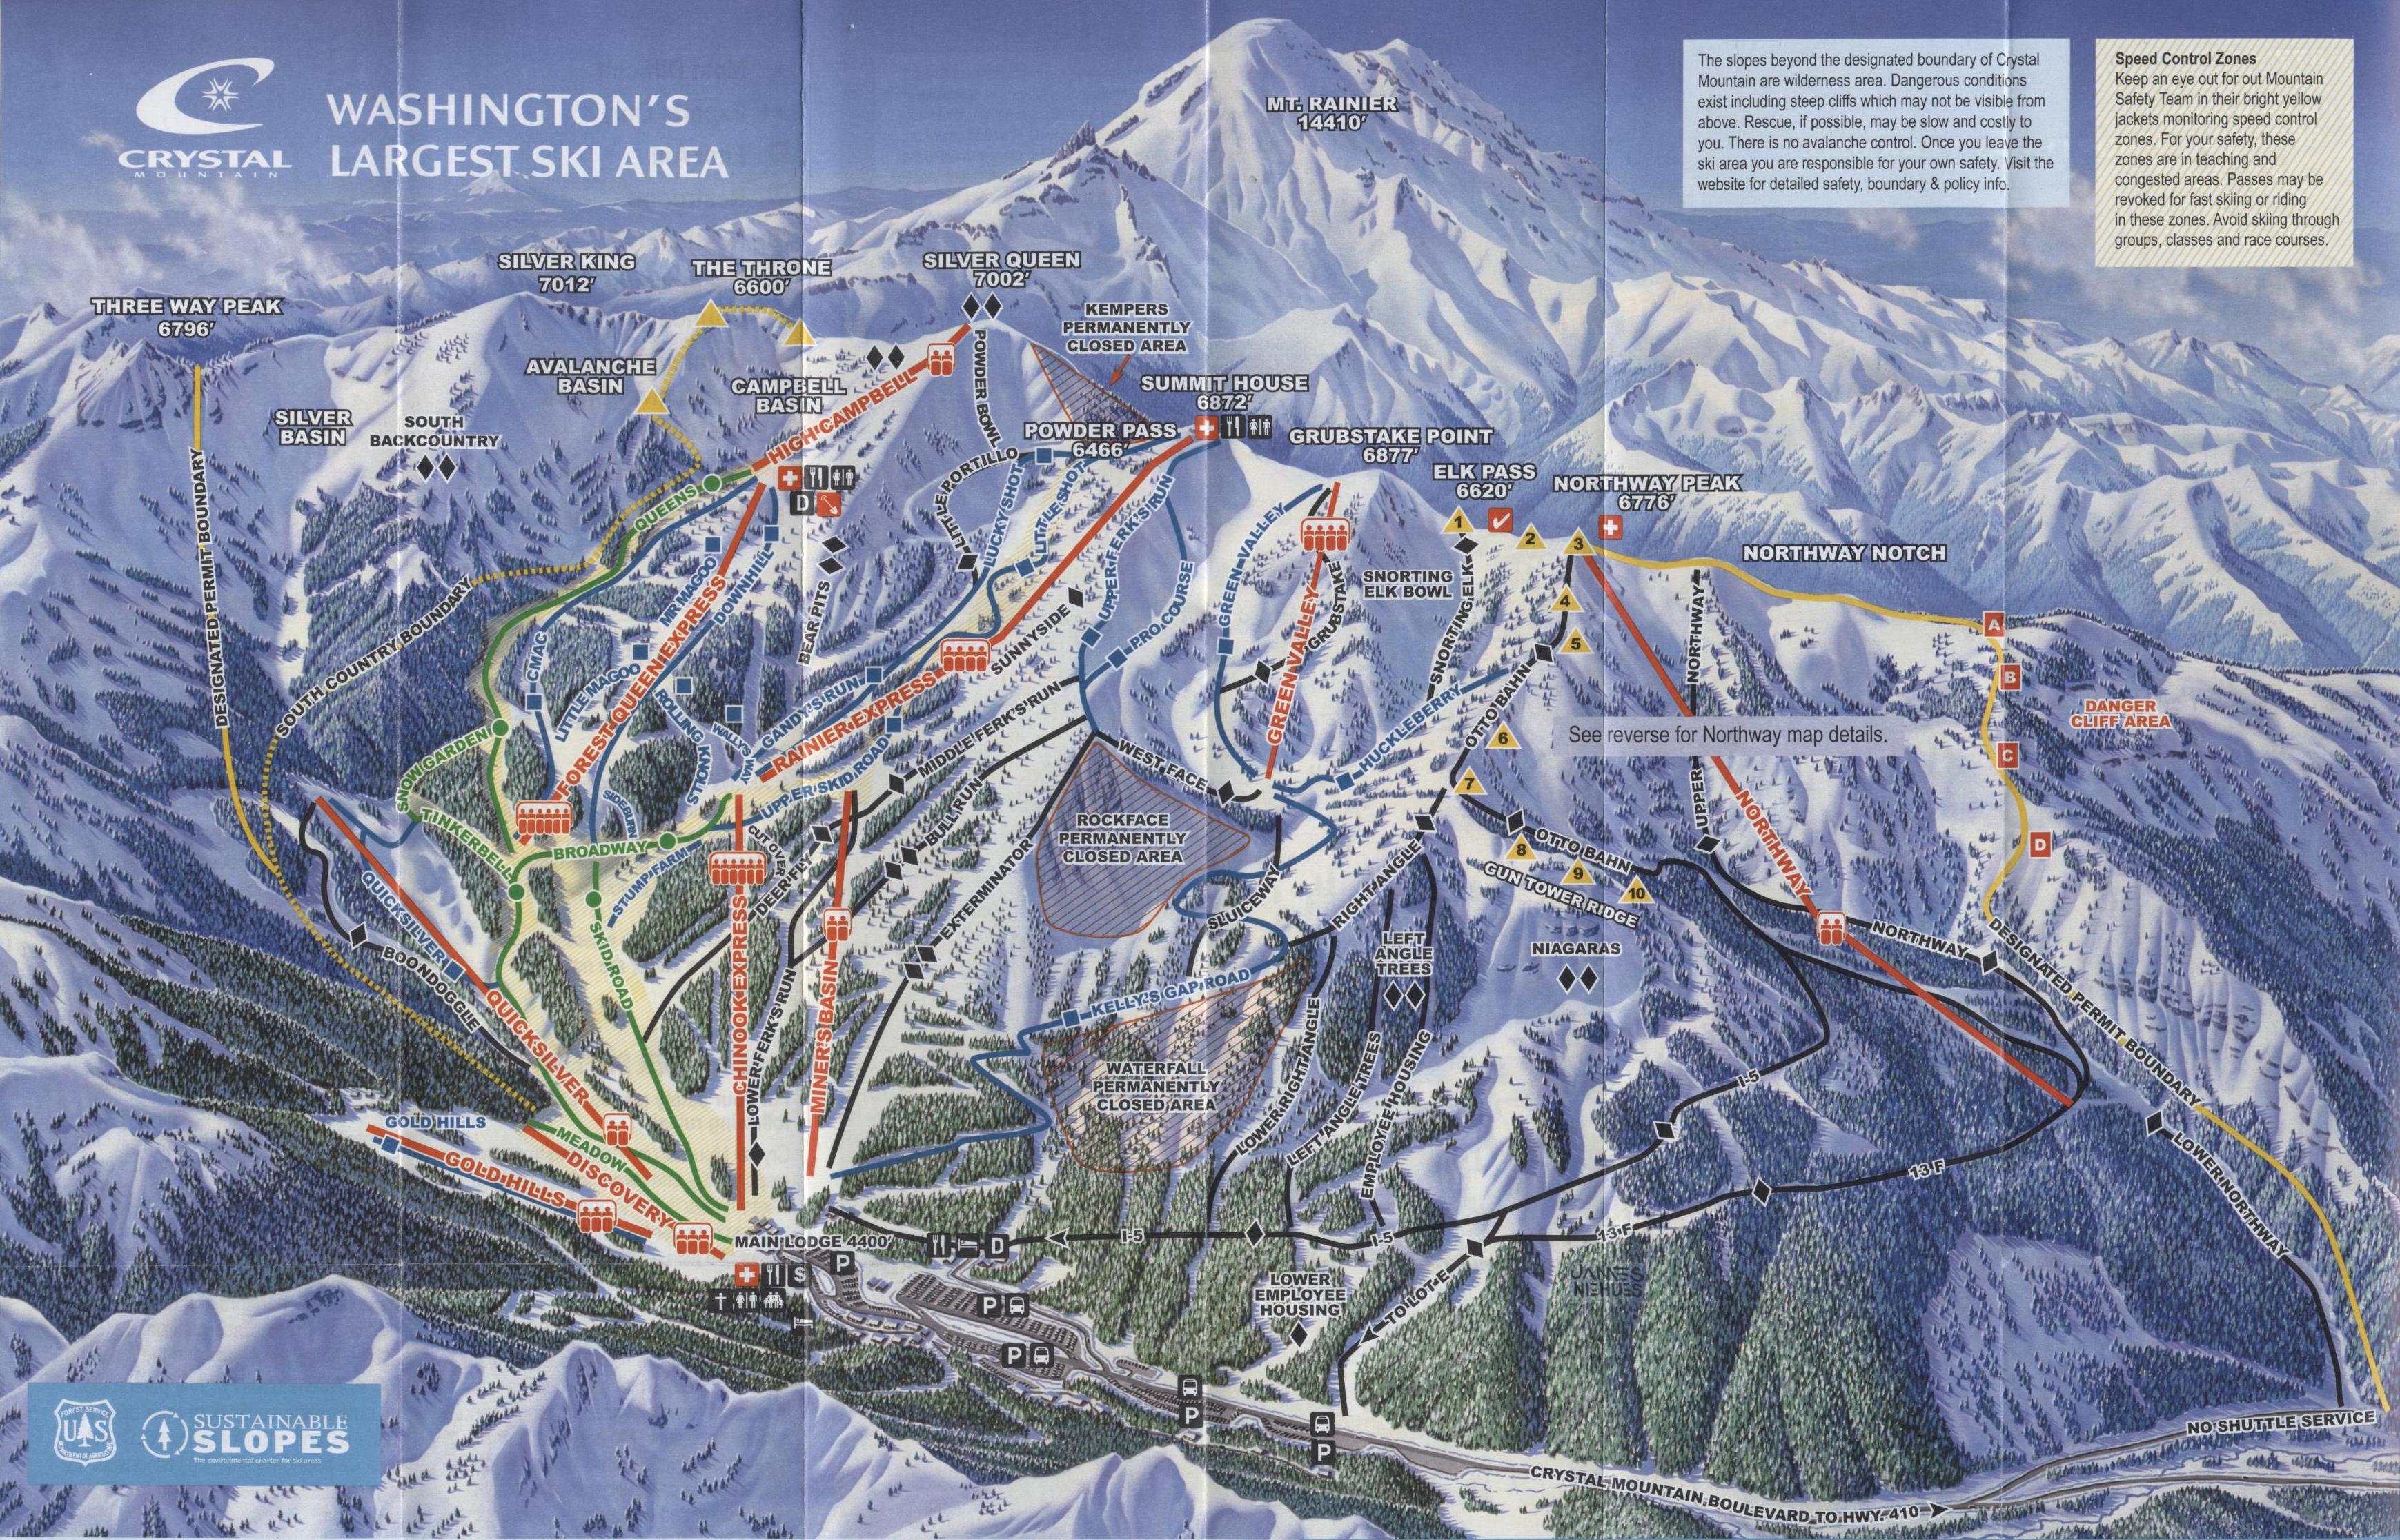 CRYSTAL
MOUNTAIN
WASHINGTON'S
LARGEST SKI AREA
The slopes beyond the designated boundary of Crystal
Mountain are wilderness area. Dangerous conditions
exist including steep cliffs which may not be visible from
above. Rescue, if possible, may be slow and costly to
you. There is no avalanche control. Once you leave the
ski area you are responsible for your own safety. Visit the
website for detailed safety, boundary & policy info.
Speed Control Zones
Keep an eye out for out Mountain
Safety Team in their bright yellow
jackets monitoring speed control
zones. For your safety, these
zones are in teaching and
congested areas. Passes may be
revoked for fast skiing or riding
in these zones. Avoid skiing through
groups, classes and race courses.
MT. RAINIER
14410'
THREE WAY PEAK
6796'
SILVER KING
7012'
THE THRONE
6600'
SILVER QUEEN
7002'
KEMPERS
PERMANENTLY
CLOSED AREA
AVALANCHE
BASIN
CAMPBELL
BASIN
SILVER
BASIN
SOUTH
BACKCOUNTRY
HIGH CAMPBELL
POWDER BOWL
SUMMIT HOUSE
6872'
POWDER PASS
6466'
GRUBSTAKE POINT
6877'
ELK PASS
6620'
NORTHWAY PEAK
6776'
NORTHWAY NOTCH
DESIGNATED PERMIT BOUNDARY
SOUTH COUNTRY BOUNDARY
QUEENS
D
LITTLE PORTILLO
LUCKY SHOT
LITTLE SHOT
UPPER FERK'S RUN
PRO COURSE
GREEN VALLEY
GREEN VALLEY
GRUBSTAKE
SNORTING
ELK BOWL
SNORTING ELK
1
2
3
4
5
6
7
8
9
10
A
B
C
D
DANGER
CLIFF AREA
See reverse for Northway map details.
CMAC
MR MAGOO
LITTLE MAGOO
FOREST QUEEN EXPRESS
DOWNHILL
BEAR PITS
ROLLING KNOLL
WALLY'S WAY
CANDY'S RUN
RAINIER EXPRESS
SUNNYSIDE
UPPER SKID ROAD
MIDDLE FERK'S RUN
BULL RUN
WEST FACE
HUCKLEBERRY
OTTO BAHN
OTTO BAHN
GUN TOWER RIDGE
UPPER NORTHWAY
NORTHWAY
NORTHWAY
DESIGNATED PERMIT BOUNDARY
SNOW GARDEN
TINKERBELL
BROADWAY
SIDEBURN
STUMP FARM
CUT OVER
DEER FLY
EXTERMINATOR
ROCKFACE
PERMANENTLY
CLOSED AREA
SLUICEWAY
RIGHT ANGLE
LEFT
ANGLE
TREES
NIAGARAS
QUICKSILVER
QUICKSILVER
BOONDOGGLE
SKID ROAD
CHINOOK EXPRESS
LOWER FERK'S RUN
MINER'S BASIN
KELLY'S GAP ROAD
WATERFALL
PERMANENTLY
CLOSED AREA
LOWER RIGHT ANGLE
LEFT ANGLE TREES
EMPLOYEE HOUSING
I-5
13 F
LOWER NORTHWAY
GOLD HILLS
GOLD HILLS
MEADOW
DISCOVERY
MAIN LODGE 4400'
$
P
D
I-5
I-5
13 F
LOWER
EMPLOYEE
HOUSING
TO LOT E
JAMES
NIEHUES
P
P
P
P
NO SHUTTLE SERVICE
CRYSTAL MOUNTAIN BOULEVARD TO HWY. 410
FOREST SERVICE
US
DEPARTMENT OF AGRICULTURE
SUSTAINABLE
SLOPES
The environmental charter for ski areas